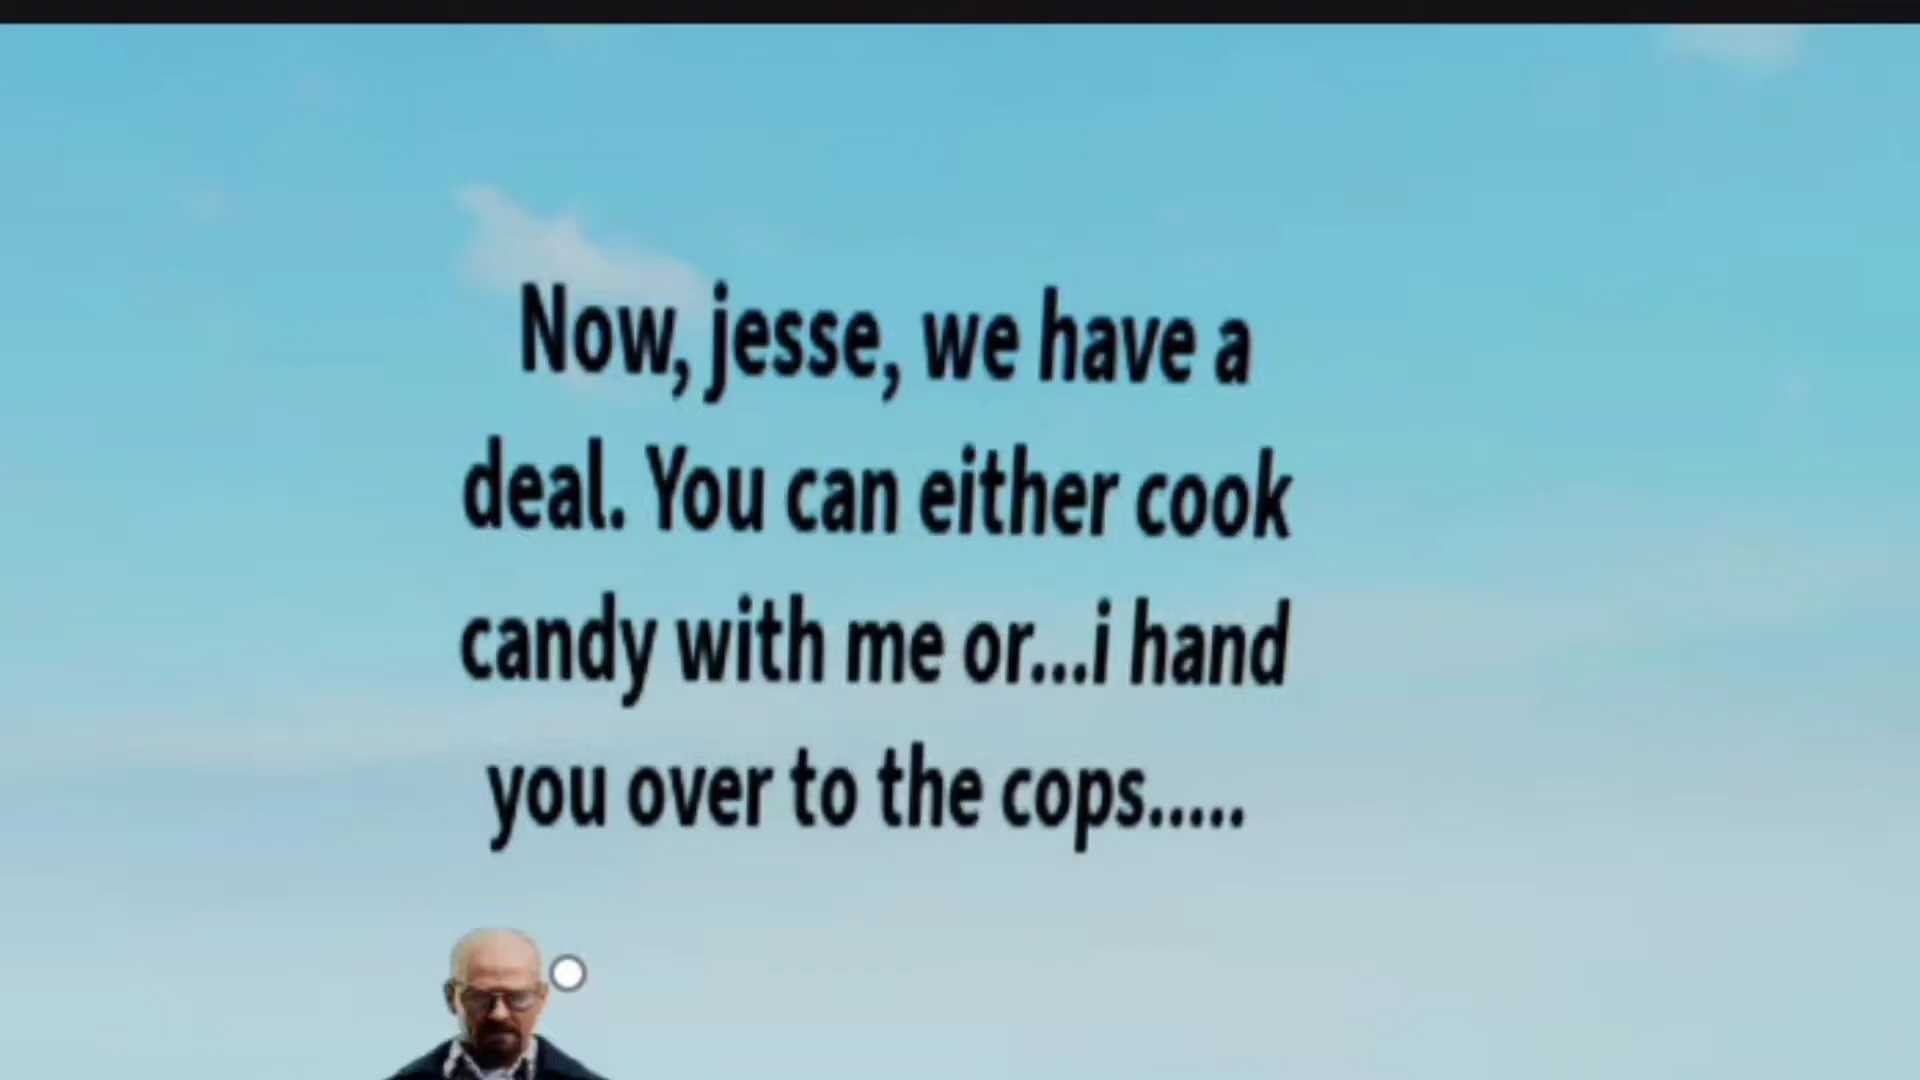 Now, jesse, we have a
deal. You can either cook
candy with me or...i hand
you over to the cops.....